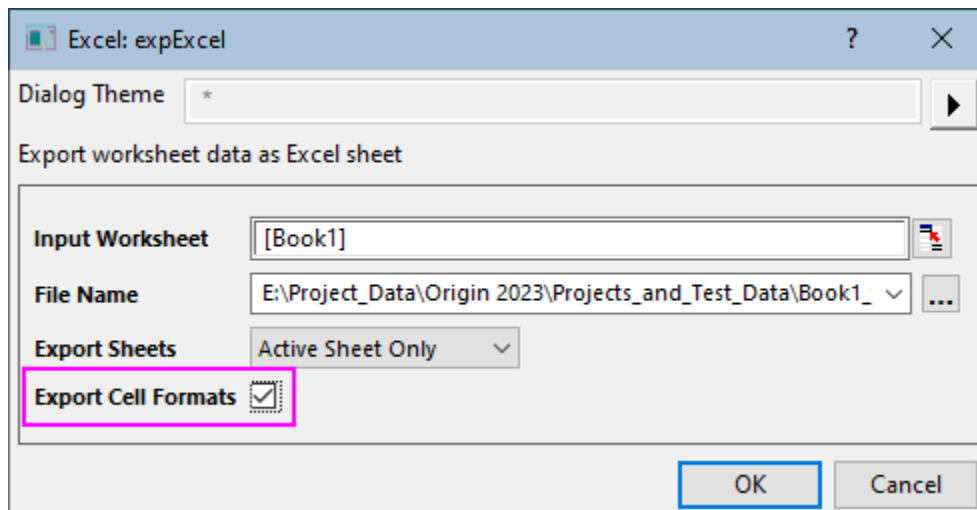 Excel: expExcel ?
Dialog Theme *
Export worksheet data as Excel sheet
Input Worksheet [Book1]
File Name E:\Project_Data\Origin 2023\Projects_and_Test_Data\Book1_ ...
Export Sheets Active Sheet Only
Export Cell Formats
OK Cancel